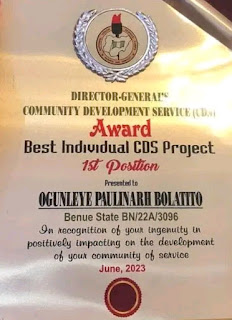 DIRECTOR-GENERAL'S
COMMUNITY DEVELOPMENT SERVICE (CDS)
Award
Best Individual CDS Project
1st Position
Presented to
OGUNLEYE PAULINARH BOLATITO
Benue State BN/22A/3096
In recognition of your ingenuity in
positively impacting on the development
of your community of service
June, 2023